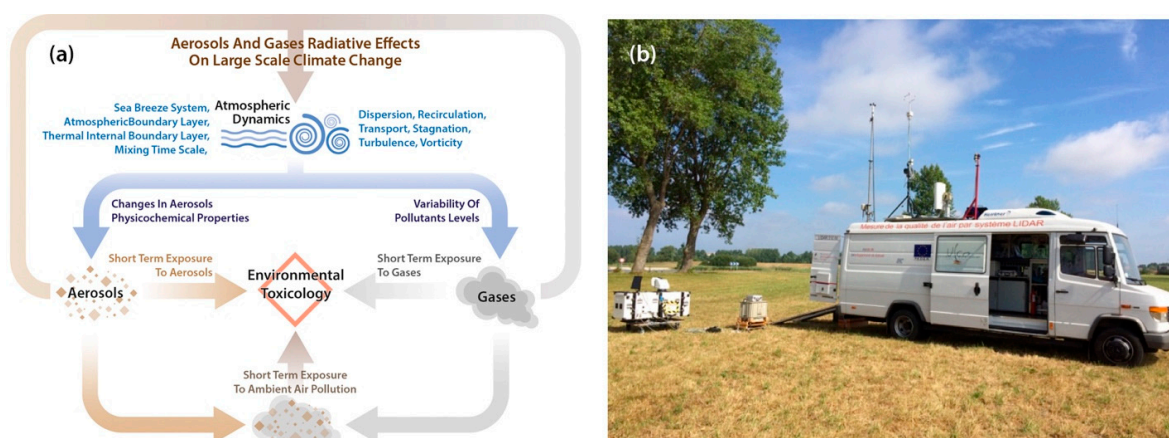 (a)
Aerosols And Gases Radiative Effects
On Large Scale Climate Change
Sea Breeze System,
AtmosphericBoundary Layer,
Thermal Internal Boundary Layer,
Mixing Time Scale,
Atmospheric
Dynamics
Dispersion, Recirculation,
Transport, Stagnation,
Turbulence, Vorticity
Changes In Aerosols
Physicochemical Properties
Variability Of
Pollutants Levels
Short Term Exposure
To Aerosols
Environmental
Toxicology
Short Term Exposure
To Gases
Aerosols
Gases
Short Term Exposure
To Ambient Air Pollution
(b)
Mesure de la qualité de l'air par système LIDAR